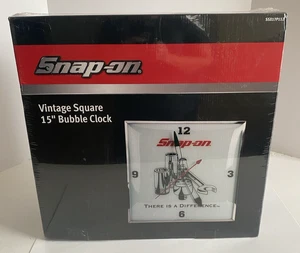 Snap-on
Vintage Square
15" Bubble Clock
12
Snap-on
9
3
THERE IS A DIFFERENCE
6